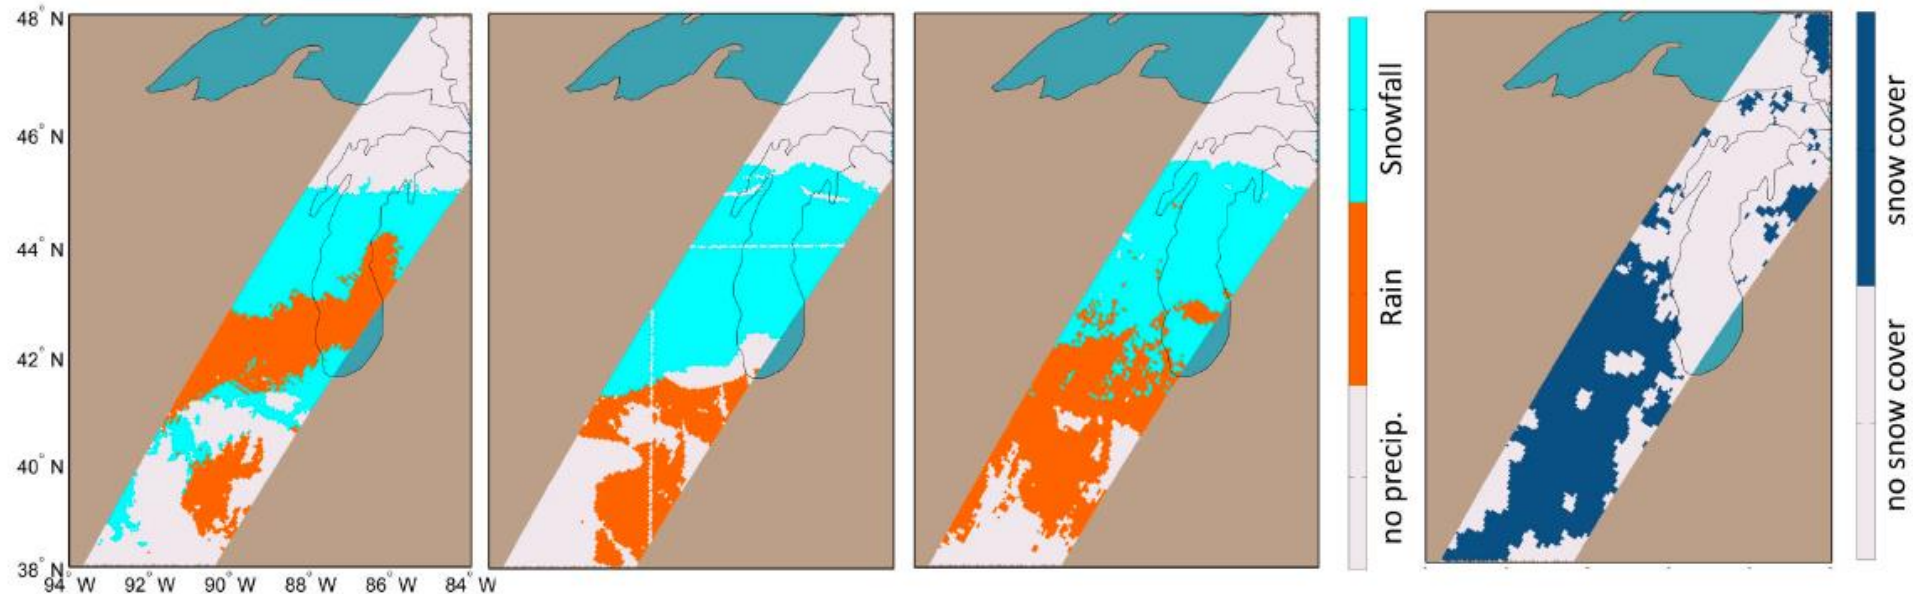 48° N
46° N
44° N
42° N
40° N
38° N
94° W
92° W
90° W
88° W
86° W
84° W
Snowfall
Rain
no precip.
snow cover
no snow cover